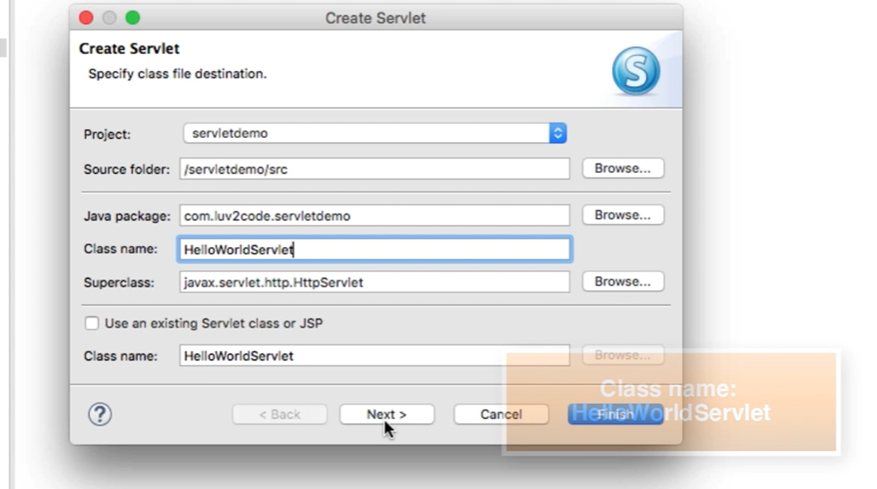 Create Servlet
Create Servlet
Specify class file destination.
S
Project: servletdemo
Source folder: /servletdemo/src Browse...
Java package: com.luv2code.servletdemo Browse...
Class name: HelloWorldServlet
Superclass: javax.servlet.http.HttpServlet Browse...
Use an existing Servlet class or JSP
Class name: HelloWorldServlet Browse...
? < Back Next > Cancel Finish
Class name:
HelloWorldServlet